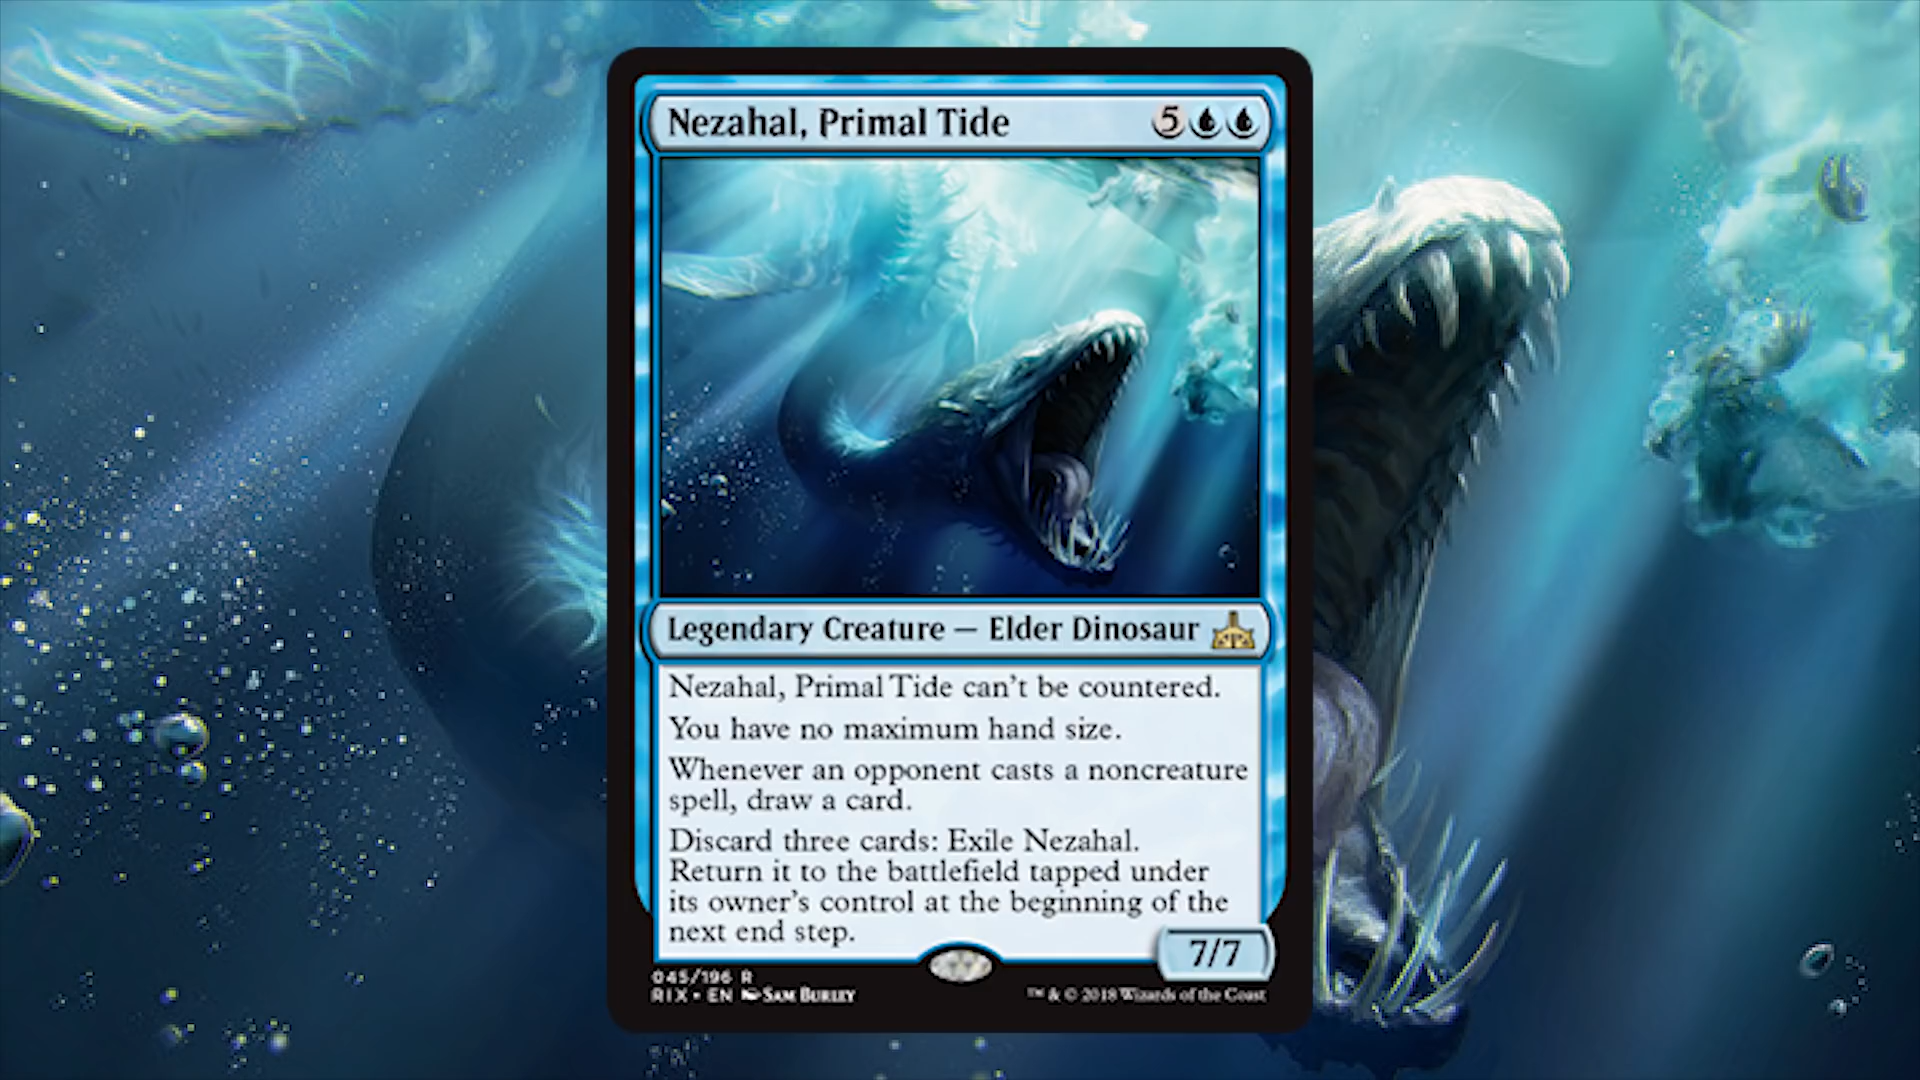 Nezahal, Primal Tide 5
Legendary Creature — Elder Dinosaur
Nezahal, Primal Tide can't be countered.
You have no maximum hand size.
Whenever an opponent casts a noncreature
spell, draw a card.
Discard three cards: Exile Nezahal.
Return it to the battlefield tapped under
its owner's control at the beginning of the
next end step.
7/7
045/196 R
RIX • EN Sam Burley
™ & © 2018 Wizards of the Coast